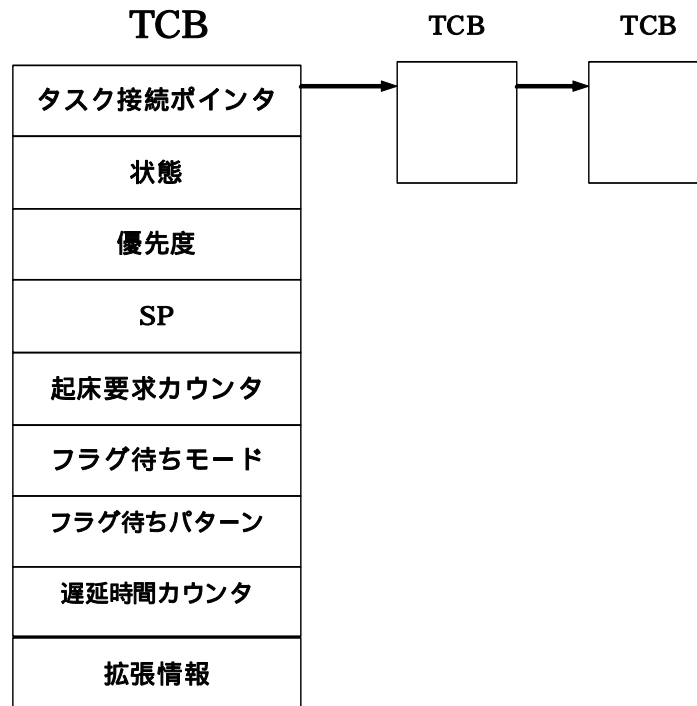 TCB
TCB
TCB
タスク接続ポインタ
状態
優先度
SP
起床要求カウンタ
フラグ待ちモード
フラグ待ちパターン
遅延時間カウンタ
拡張情報